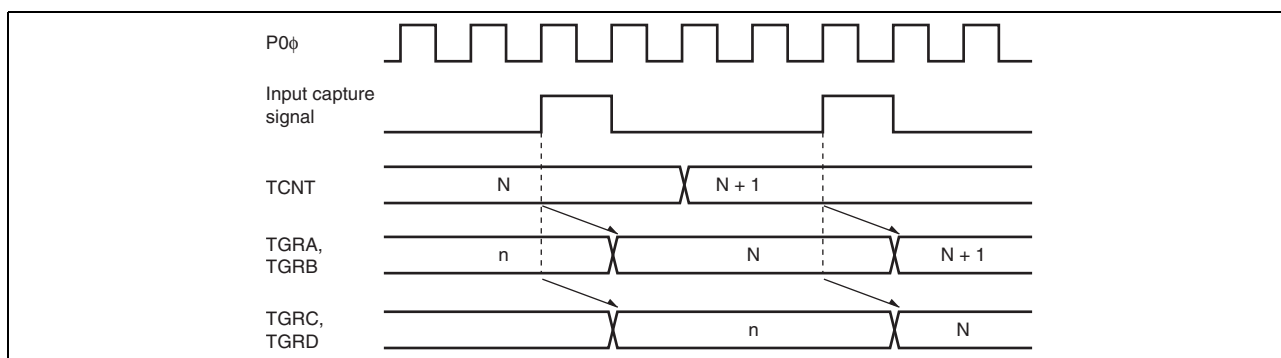 P0ϕ
Input capture
signal
TCNT
N
N + 1
TGRA,
TGRB
n
N
N + 1
TGRC,
TGRD
n
N